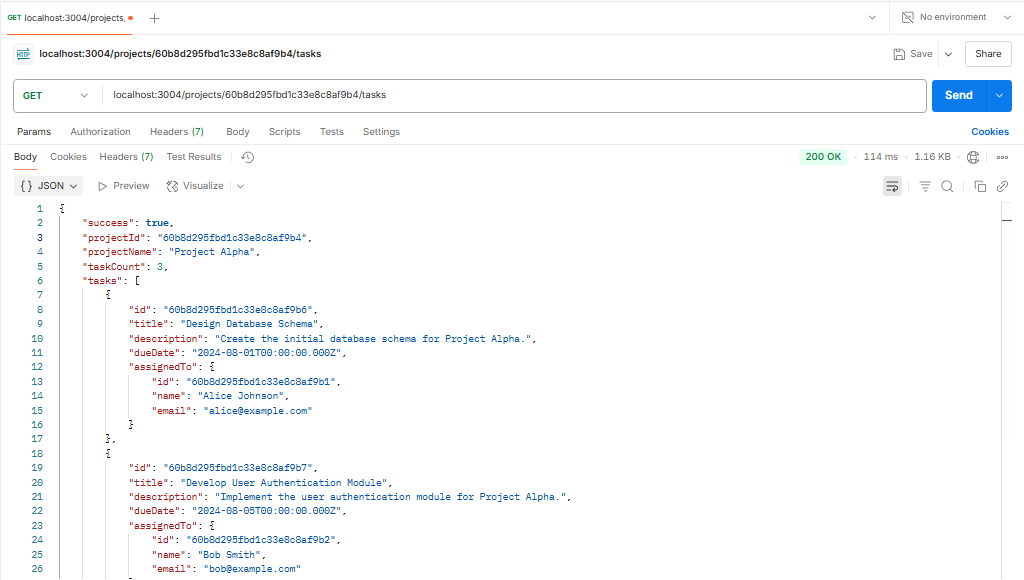 GET localhost:3004/projects, No environment
HTTP localhost:3004/projects/60b8d295fbd1c33e8c8af9b4/tasks Save Share
GET localhost:3004/projects/60b8d295fbd1c33e8c8af9b4/tasks Send
Params Authorization Headers (7) Body Scripts Tests Settings Cookies
Body Cookies Headers (7) Test Results 200 OK 114 ms 1.16 KB
{} JSON Preview Visualize
1 {
2 "success": true,
3 "projectId": "60b8d295fbd1c33e8c8af9b4",
4 "projectName": "Project Alpha",
5 "taskCount": 3,
6 "tasks": [
7 {
8 "id": "60b8d295fbd1c33e8c8af9b6",
9 "title": "Design Database Schema",
10 "description": "Create the initial database schema for Project Alpha.",
11 "dueDate": "2024-08-01T00:00:00.000Z",
12 "assignedTo": {
13 "id": "60b8d295fbd1c33e8c8af9b1",
14 "name": "Alice Johnson",
15 "email": "alice@example.com"
16 }
17 },
18 {
19 "id": "60b8d295fbd1c33e8c8af9b7",
20 "title": "Develop User Authentication Module",
21 "description": "Implement the user authentication module for Project Alpha.",
22 "dueDate": "2024-08-05T00:00:00.000Z",
23 "assignedTo": {
24 "id": "60b8d295fbd1c33e8c8af9b2",
25 "name": "Bob Smith",
26 "email": "bob@example.com"